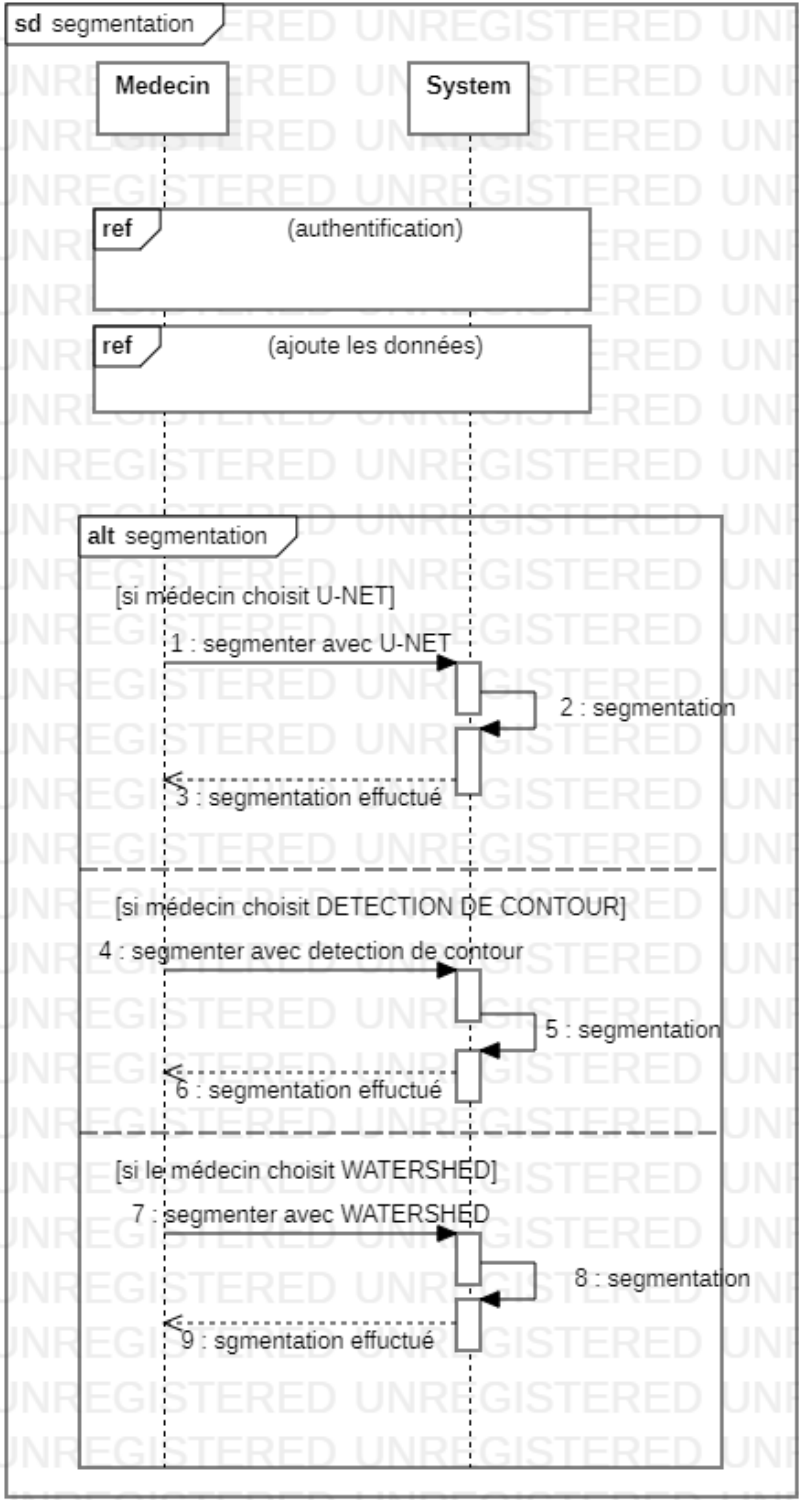 sd segmentation
Medecin
System
ref
(authentification)
ref
(ajoute les données)
alt segmentation
[si médecin choisit U-NET]
1 : segmenter avec U-NET
2 : segmentation
3 : segmentation effuctué
[si médecin choisit DETECTION DE CONTOUR]
4 : segmenter avec detection de contour
5 : segmentation
6 : segmentation effuctué
[si le médecin choisit WATERSHED]
7 : segmenter avec WATERSHED
8 : segmentation
9 : sgmentation effuctué
UNREGISTERED